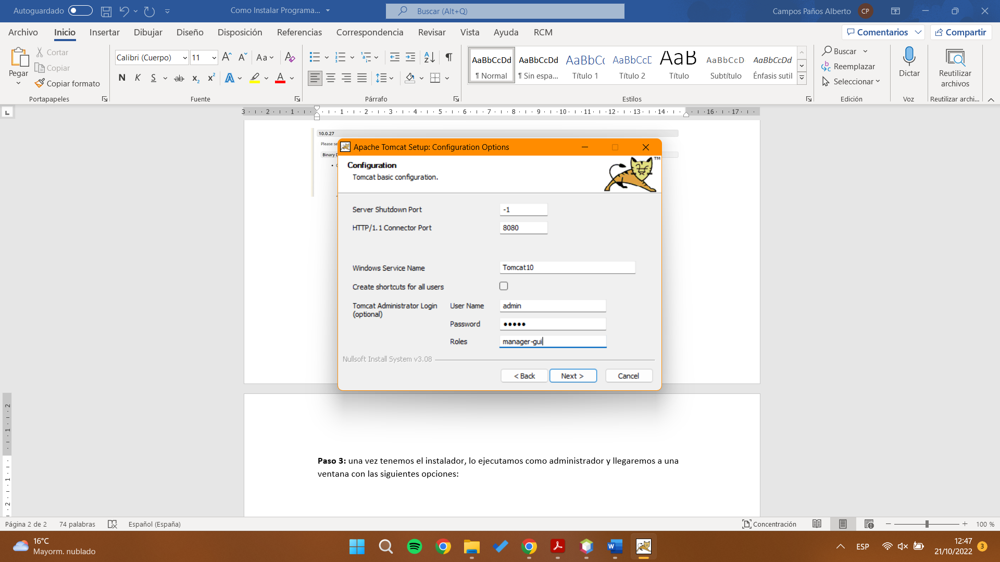 Autoguardado
Como Instalar Programa...
Buscar (Alt+Q)
Campos Paños Alberto
CP
Archivo Inicio Insertar Dibujar Diseño Disposición Referencias Correspondencia Revisar Vista Ayuda RCM
Comentarios
Compartir
Pegar
Cortar
Copiar
Copiar formato
Portapapeles
Calibri (Cuerpo) 11
Aa
N K S ab x₂ x² A A
Fuente
Párrafo
AaBbCcDd AaBbCcDd AaBbCc AaBbCcD AaB AaBbCcD AaBbCcDd
¶ Normal ¶ Sin espa... Título 1 Título 2 Título Subtítulo Énfasis sutil
Estilos
Buscar
Reemplazar
Seleccionar
Edición
Dictar
Voz
Reutilizar
archivos
Reutilizar archi...
3 2 1 1 2 3 4 5 6 7 8 9 10 11 12 13 14 16 17
10.0.27
Please se
Binary D
Apache Tomcat Setup: Configuration Options
Configuration
Tomcat basic configuration.
TM
Server Shutdown Port -1
HTTP/1.1 Connector Port 8080
Windows Service Name Tomcat10
Create shortcuts for all users
Tomcat Administrator Login
(optional)
User Name admin
Password •••••
Roles manager-gui
Nullsoft Install System v3.08
< Back Next > Cancel
2
1
1
2
Paso 3: una vez tenemos el instalador, lo ejecutamos como administrador y llegaremos a una
ventana con las siguientes opciones:
Página 2 de 2 74 palabras Español (España)
Concentración
100 %
16°C
Mayorm. nublado
ESP
12:47
21/10/2022
3